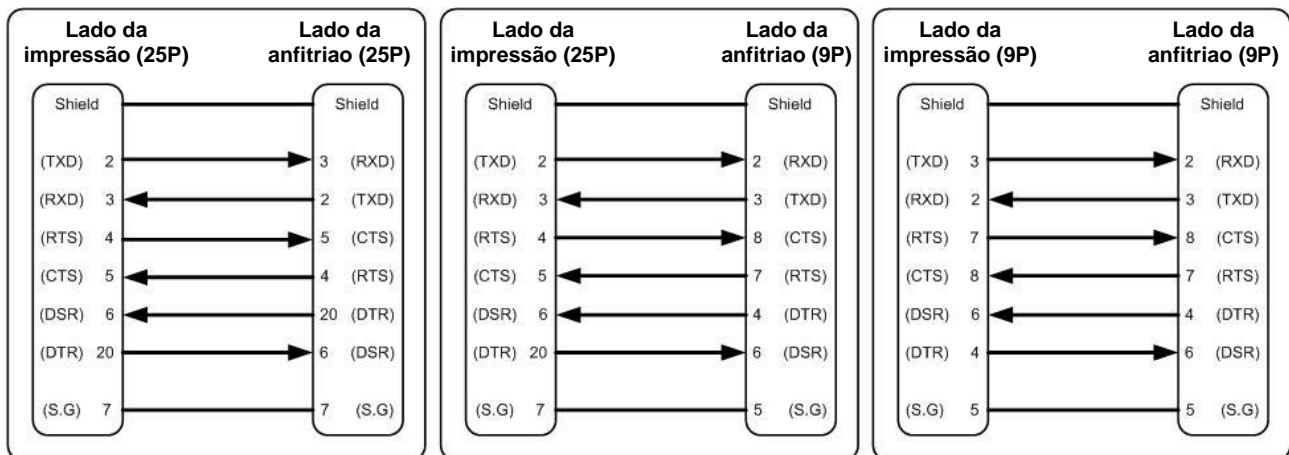 Lado da impressão (25P) Lado da anfitriao (25P)
Shield Shield
(TXD) 2 3 (RXD)
(RXD) 3 2 (TXD)
(RTS) 4 5 (CTS)
(CTS) 5 4 (RTS)
(DSR) 6 20 (DTR)
(DTR) 20 6 (DSR)
(S.G) 7 7 (S.G)
Lado da impressão (25P) Lado da anfitriao (9P)
Shield Shield
(TXD) 2 2 (RXD)
(RXD) 3 3 (TXD)
(RTS) 4 8 (CTS)
(CTS) 5 7 (RTS)
(DSR) 6 4 (DTR)
(DTR) 20 6 (DSR)
(S.G) 7 5 (S.G)
Lado da impressão (9P) Lado da anfitriao (9P)
Shield Shield
(TXD) 3 2 (RXD)
(RXD) 2 3 (TXD)
(RTS) 7 8 (CTS)
(CTS) 8 7 (RTS)
(DSR) 6 4 (DTR)
(DTR) 4 6 (DSR)
(S.G) 5 5 (S.G)